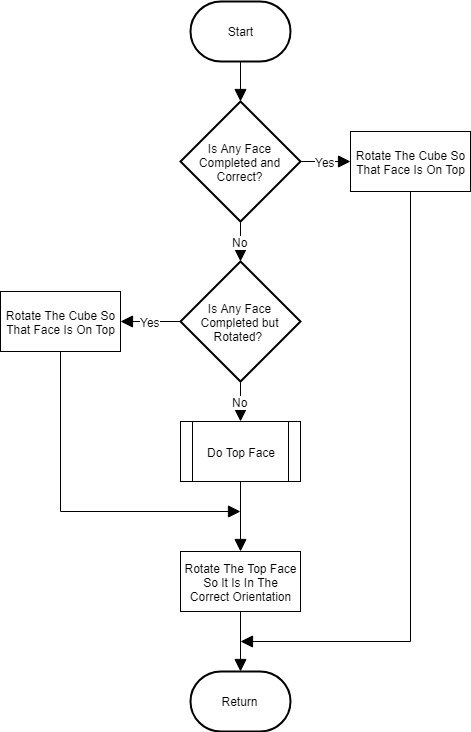 Start
Is Any Face
Completed and
Correct?
Yes
Rotate The Cube So
That Face Is On Top
No
Is Any Face
Completed but
Rotated?
Yes
Rotate The Cube So
That Face Is On Top
No
Do Top Face
Rotate The Top Face
So It Is In The
Correct Orientation
Return